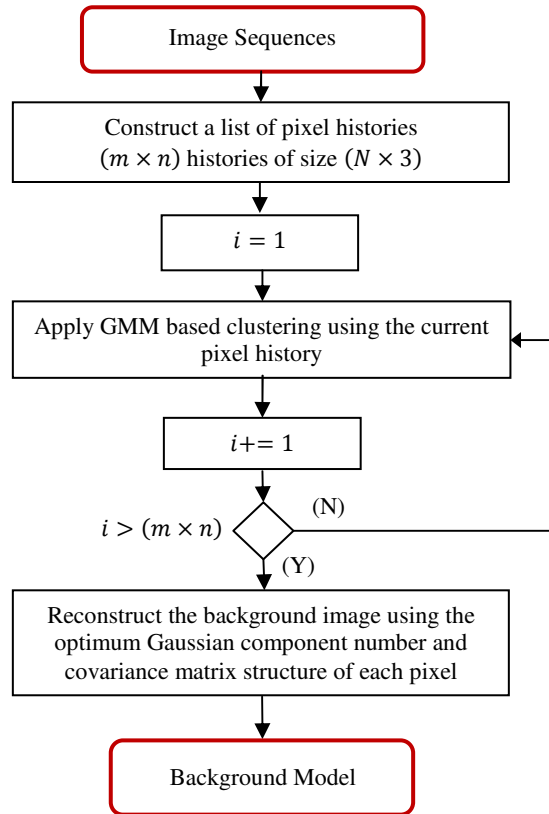 Image Sequences
Construct a list of pixel histories
(m × n) histories of size (N × 3)
i = 1
Apply GMM based clustering using the current
pixel history
i+= 1
i > (m × n)
(N)
(Y)
Reconstruct the background image using the
optimum Gaussian component number and
covariance matrix structure of each pixel
Background Model